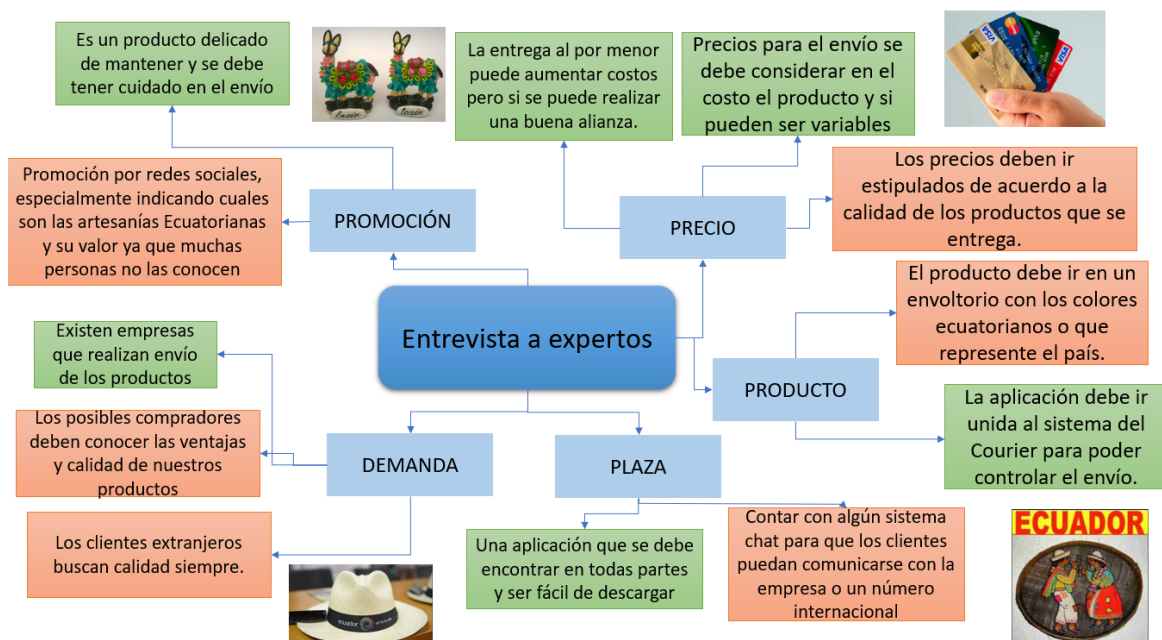 Es un producto delicado
de mantener y se debe
tener cuidado en el envío
La entrega al por menor
puede aumentar costos
pero si se puede realizar
una buena alianza.
Precios para el envío se
debe considerar en el
costo el producto y si
pueden ser variables
VISA
VISA
Promoción por redes sociales,
especialmente indicando cuales
son las artesanías Ecuatorianas
y su valor ya que muchas
personas no las conocen
PROMOCIÓN
PRECIO
Los precios deben ir
estipulados de acuerdo a la
calidad de los productos que se
entrega.
El producto debe ir en un
envoltorio con los colores
ecuatorianos o que
represente el país.
Entrevista a expertos
Existen empresas
que realizan envío
de los productos
PRODUCTO
La aplicación debe ir
unida al sistema del
Courier para poder
controlar el envío.
Los posibles compradores
deben conocer las ventajas
y calidad de nuestros
productos
DEMANDA
PLAZA
Los clientes extranjeros
buscan calidad siempre.
Una aplicación que se debe
encontrar en todas partes
y ser fácil de descargar
Contar con algún sistema
chat para que los clientes
puedan comunicarse con la
empresa o un número
internacional
ECUADOR
ecuador